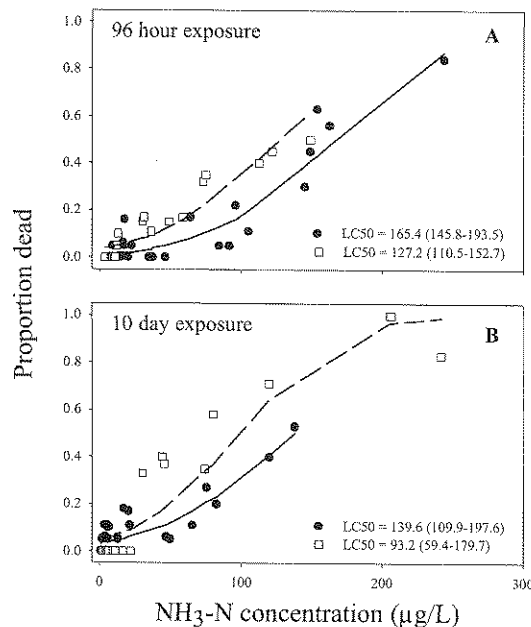 96 hour exposure
A
1.0
0.8
0.6
0.4
0.2
0.0
LC50 = 165.4 (145.8-193.5)
LC50 = 127.2 (110.5-152.7)
Proportion dead
10 day exposure
B
1.0
0.8
0.6
0.4
0.2
0.0
LC50 = 139.6 (109.9-197.6)
LC50 = 93.2 (59.4-179.7)
0 100 200 300
NH3-N concentration (µg/L)